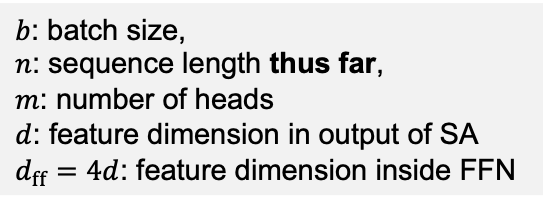 b: batch size,
n: sequence length thus far,
m: number of heads
d: feature dimension in output of SA
d_ff = 4d: feature dimension inside FFN